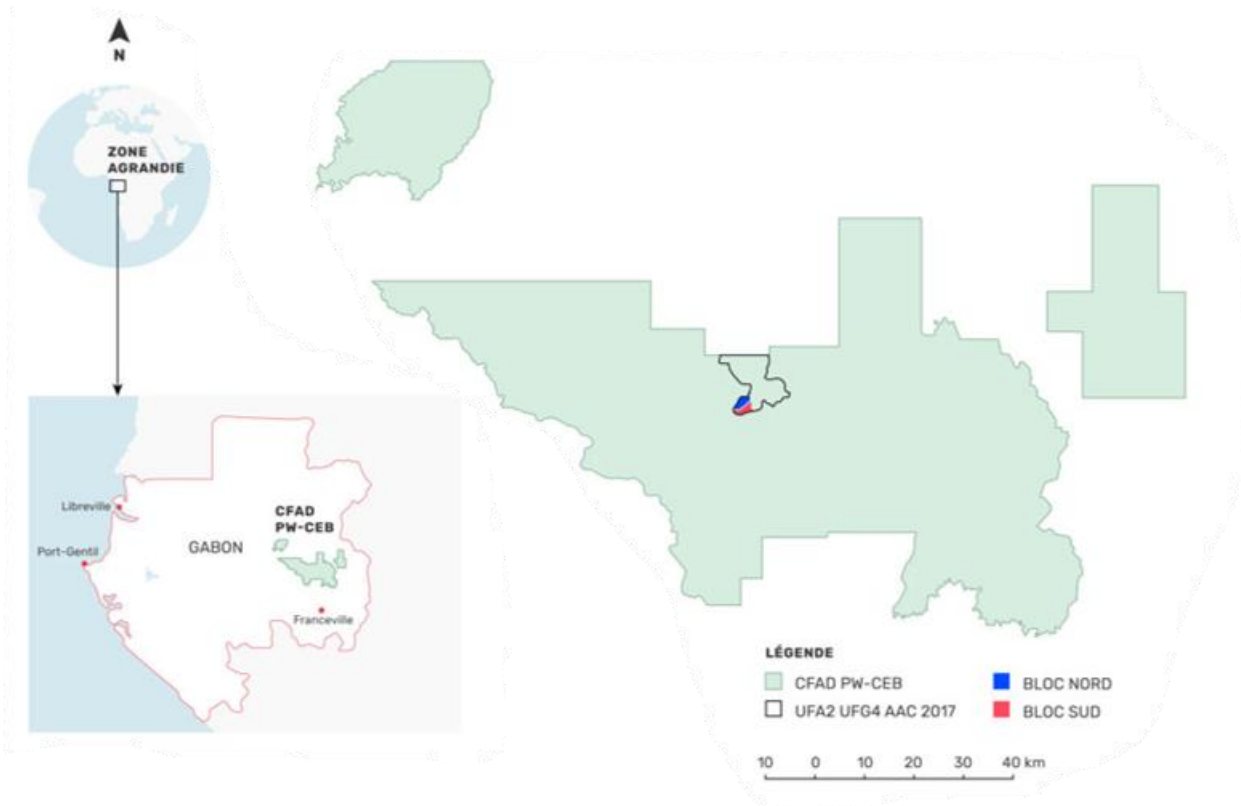 N
ZONE
AGRANDIE
Libreville
Port-Gentil
GABON
CFAD
PW-CEB
Franceville
LÉGENDE
CFAD PW-CEB
UFA2 UFG4 AAC 2017
BLOC NORD
BLOC SUD
10 0 10 20 30 40 km